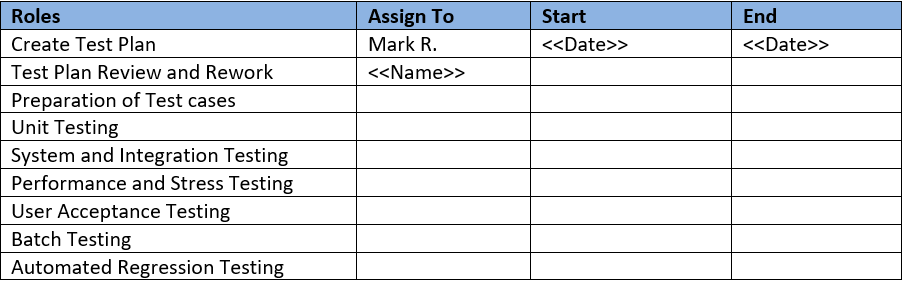 Roles Assign To Start End
Create Test Plan Mark R. <<Date>> <<Date>>
Test Plan Review and Rework <<Name>>
Preparation of Test cases
Unit Testing
System and Integration Testing
Performance and Stress Testing
User Acceptance Testing
Batch Testing
Automated Regression Testing